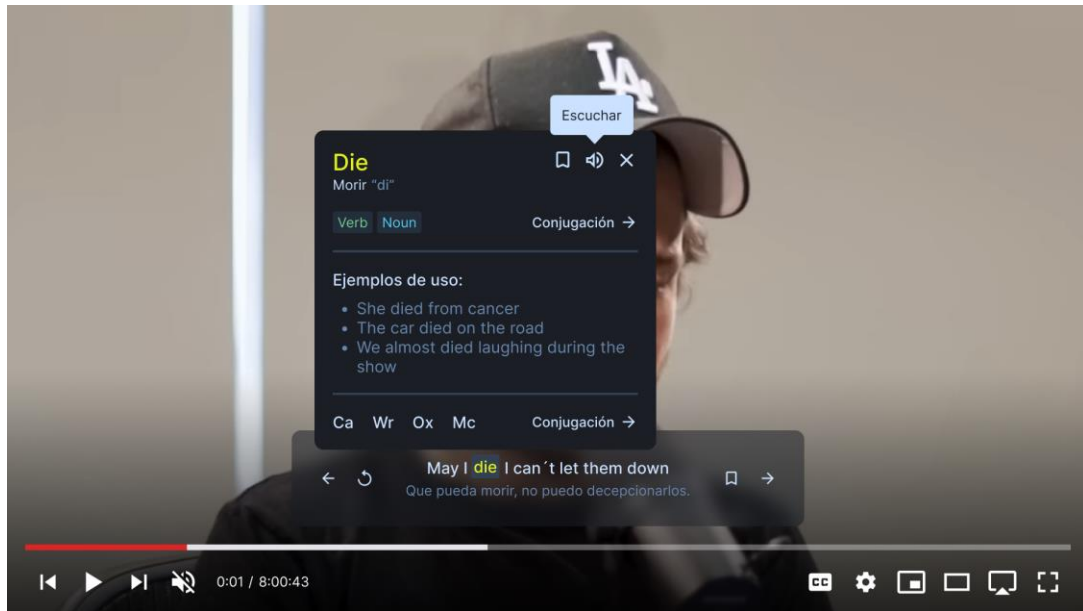 LA
Escuchar
Die
Morir “di”
Verb Noun
Conjugación →
Ejemplos de uso:
• She died from cancer
• The car died on the road
• We almost died laughing during the
show
Ca Wr Ox Mc
Conjugación →
May I die I can´t let them down
Que pueda morir, no puedo decepcionarlos.
0:01 / 8:00:43
CC